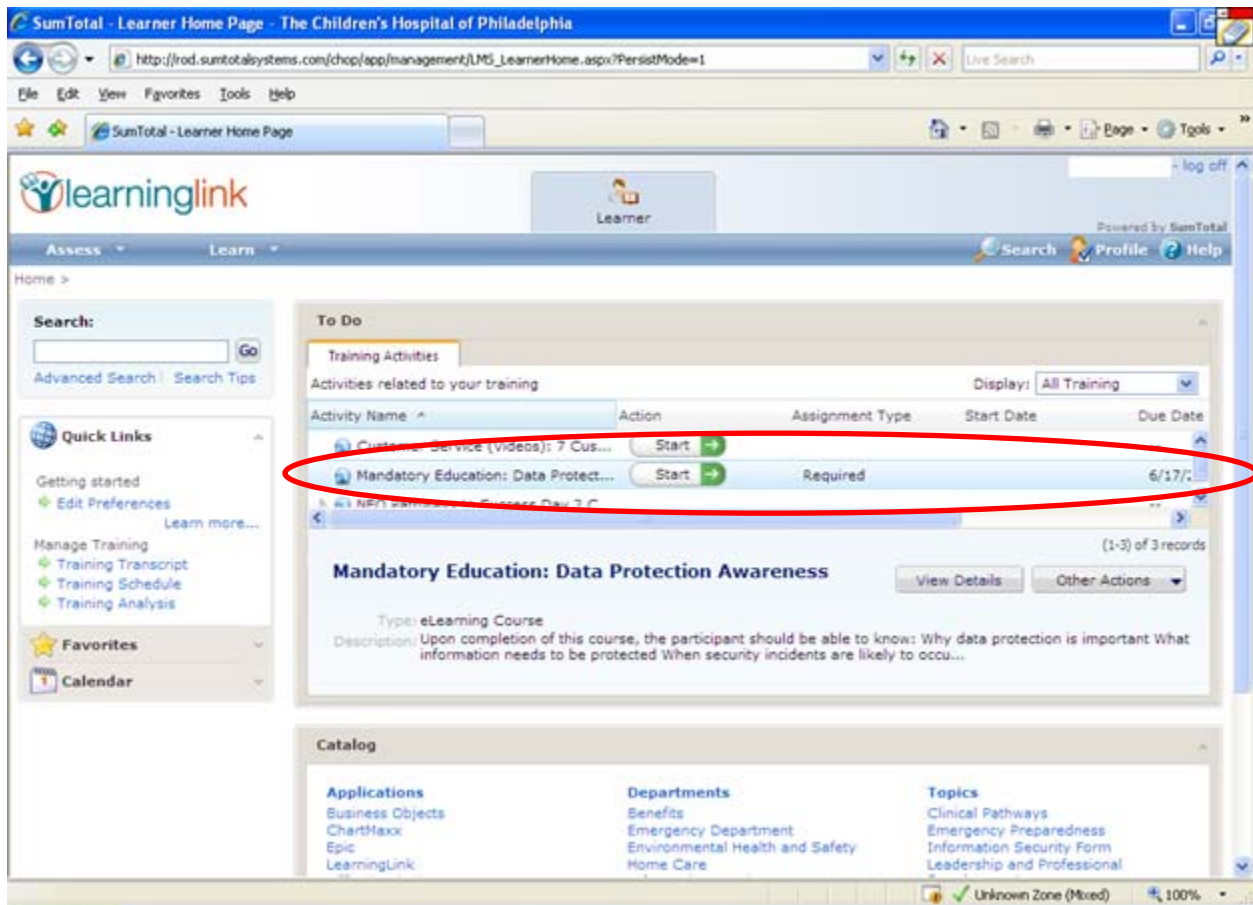 SumTotal - Learner Home Page - The Children's Hospital of Philadelphia
http://rod.sumtotalsystems.com/chop/app/management/LMS_LearnerHome.aspx?PersistMode=1
Live Search
File Edit View Favorites Tools Help
SumTotal - Learner Home Page
Page Tools
learninglink
Learner
- log off
Powered by SumTotal
Assess Learn Search Profile Help
Home >
Search:
Go
Advanced Search Search Tips
Quick Links
Getting started
Edit Preferences
Learn more...
Manage Training
Training Transcript
Training Schedule
Training Analysis
Favorites
Calendar
To Do
Training Activities
Activities related to your training Display: All Training
Activity Name Action Assignment Type Start Date Due Date
Customer Service (Videos): 7 Cus... Start --
Mandatory Education: Data Protect... Start Required 6/17/2
NEO Success Day 2 C
(1-3) of 3 records
Mandatory Education: Data Protection Awareness View Details Other Actions
Type: eLearning Course
Description: Upon completion of this course, the participant should be able to know: Why data protection is important What
information needs to be protected When security incidents are likely to occu...
Catalog
Applications
Business Objects
ChartMaxx
Epic
LearningLink
Departments
Benefits
Emergency Department
Environmental Health and Safety
Home Care
Topics
Clinical Pathways
Emergency Preparedness
Information Security Form
Leadership and Professional
Unknown Zone (Mixed) 100%